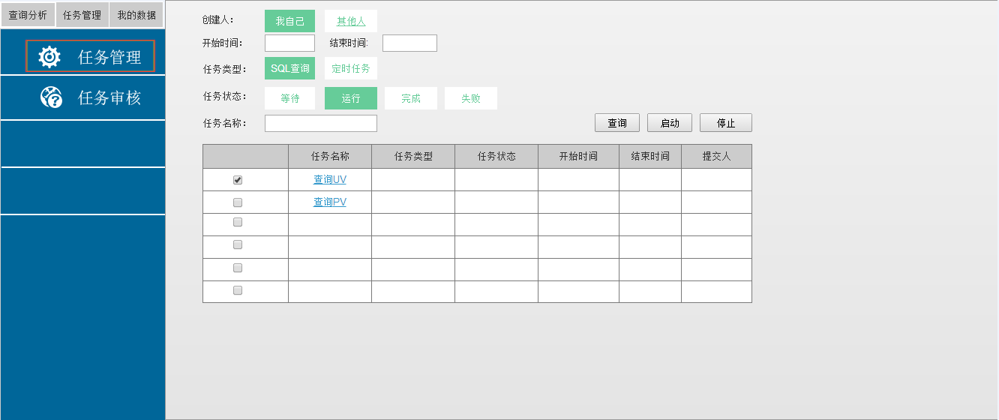 查询分析 任务管理 我的数据
任务管理
任务审核
创建人: 我自己 其他人
开始时间: 结束时间:
任务类型: SQL查询 定时任务
任务状态: 等待 运行 完成 失败
任务名称: 查询 启动 停止
任务名称 任务类型 任务状态 开始时间 结束时间 提交人
查询UV
查询PV